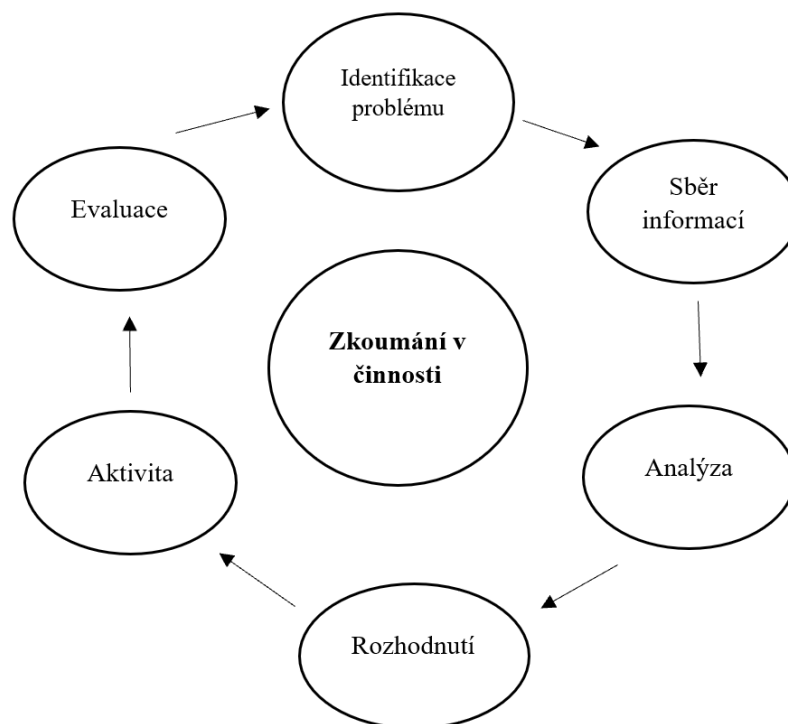 Identifikace
problému
Sběr
informací
Evaluace
Zkoumání v
činnosti
Analýza
Aktivita
Rozhodnutí